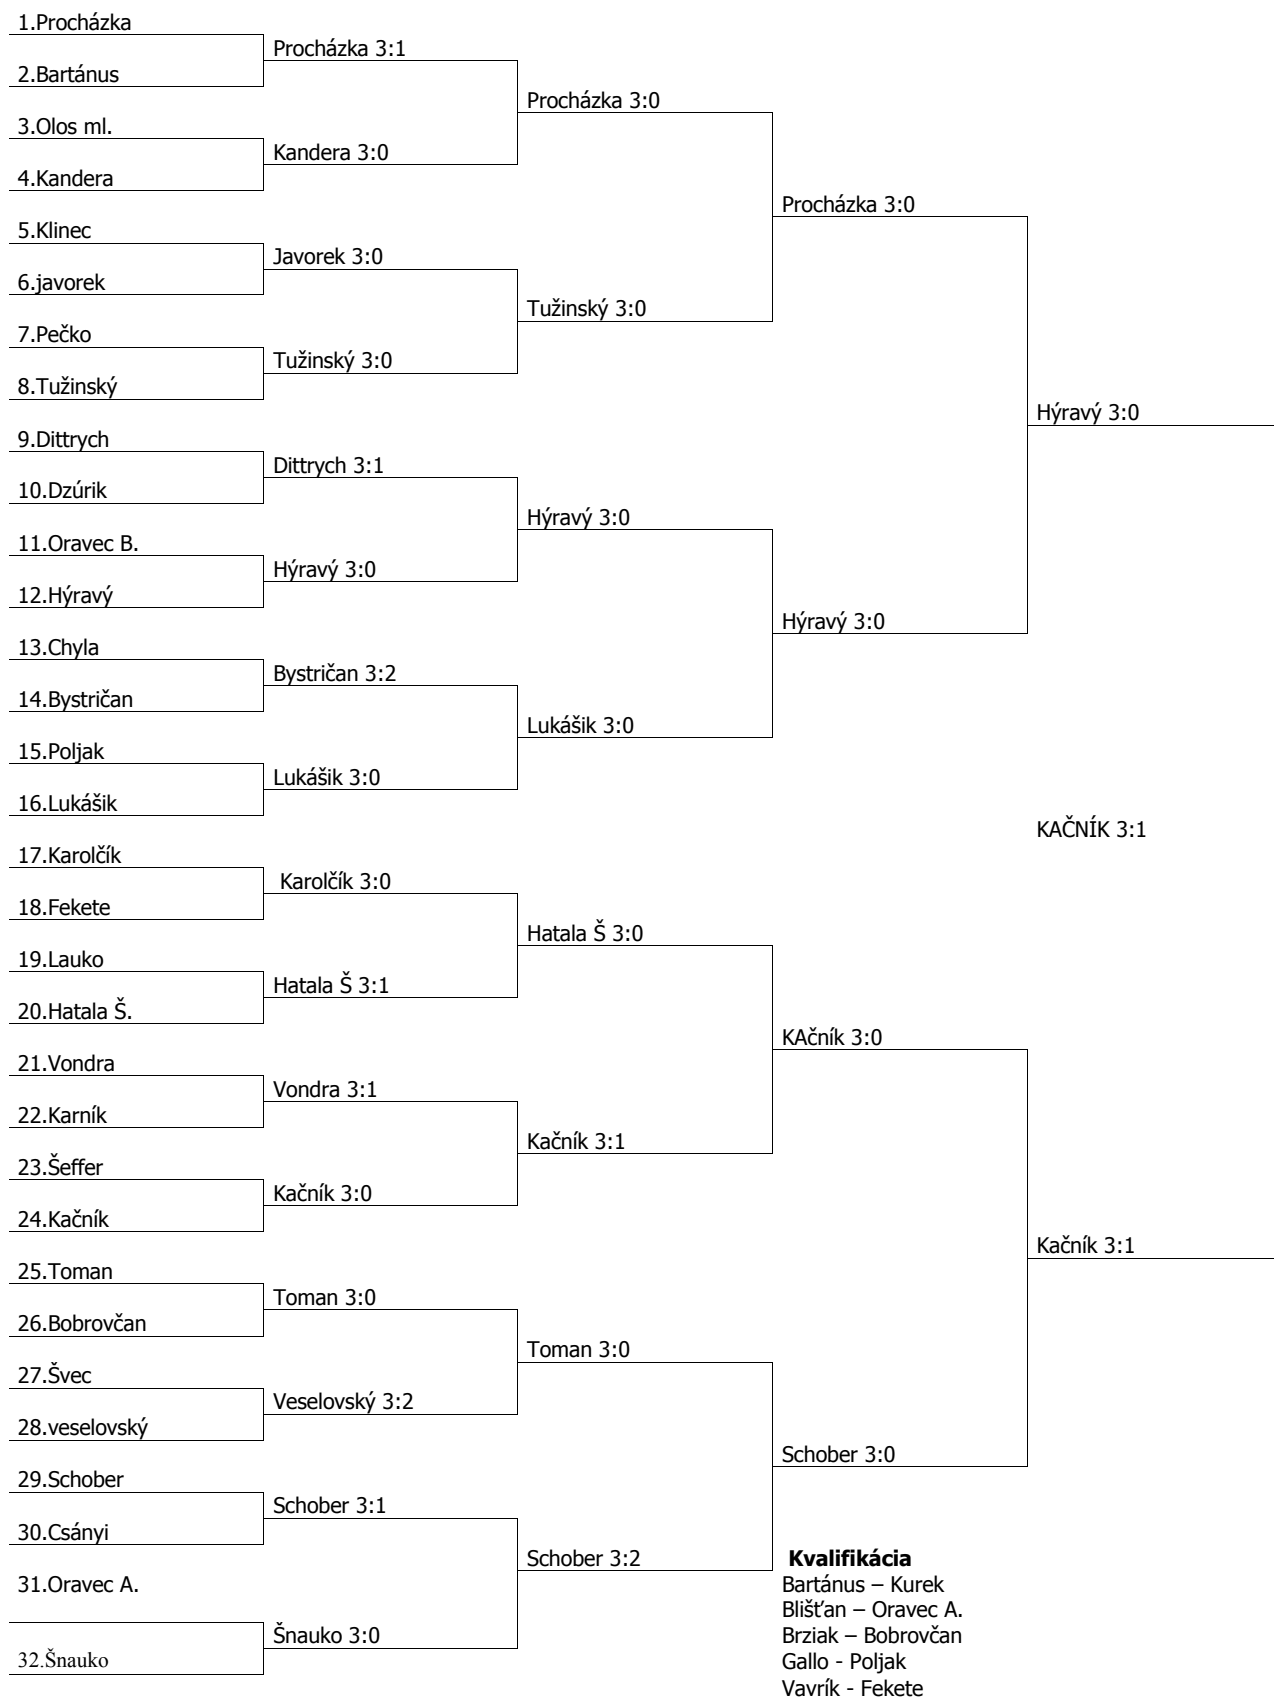 1.Procházka
Procházka 3:1
2.Bartánus
Procházka 3:0
3.Olos ml.
Kandera 3:0
4.Kandera
Procházka 3:0
5.Klinec
Javorek 3:0
6.javorek
Tužinský 3:0
7.Pečko
Tužinský 3:0
8.Tužinský
Hýravý 3:0
9.Dittrych
Dittrych 3:1
10.Dzúrik
Hýravý 3:0
11.Oravec B.
Hýravý 3:0
12.Hýravý
Hýravý 3:0
13.Chyla
Bystričan 3:2
14.Bystričan
Lukášik 3:0
15.Poljak
Lukášik 3:0
16.Lukášik
KAČNÍK 3:1
17.Karolčík
Karolčík 3:0
18.Fekete
Hatala Š 3:0
19.Lauko
Hatala Š 3:1
20.Hatala Š.
KAčník 3:0
21.Vondra
Vondra 3:1
22.Karník
Kačník 3:1
23.Šeffer
Kačník 3:0
24.Kačník
Kačník 3:1
25.Toman
Toman 3:0
26.Bobrovčan
Toman 3:0
27.Švec
Veselovský 3:2
28.veselovský
Schober 3:0
29.Schober
Schober 3:1
30.Csányi
Schober 3:2
31.Oravec A.
Šnauko 3:0
32.Šnauko
Kvalifikácia
Bartánus – Kurek
Blišťan – Oravec A.
Brziak – Bobrovčan
Gallo - Poljak
Vavrík - Fekete